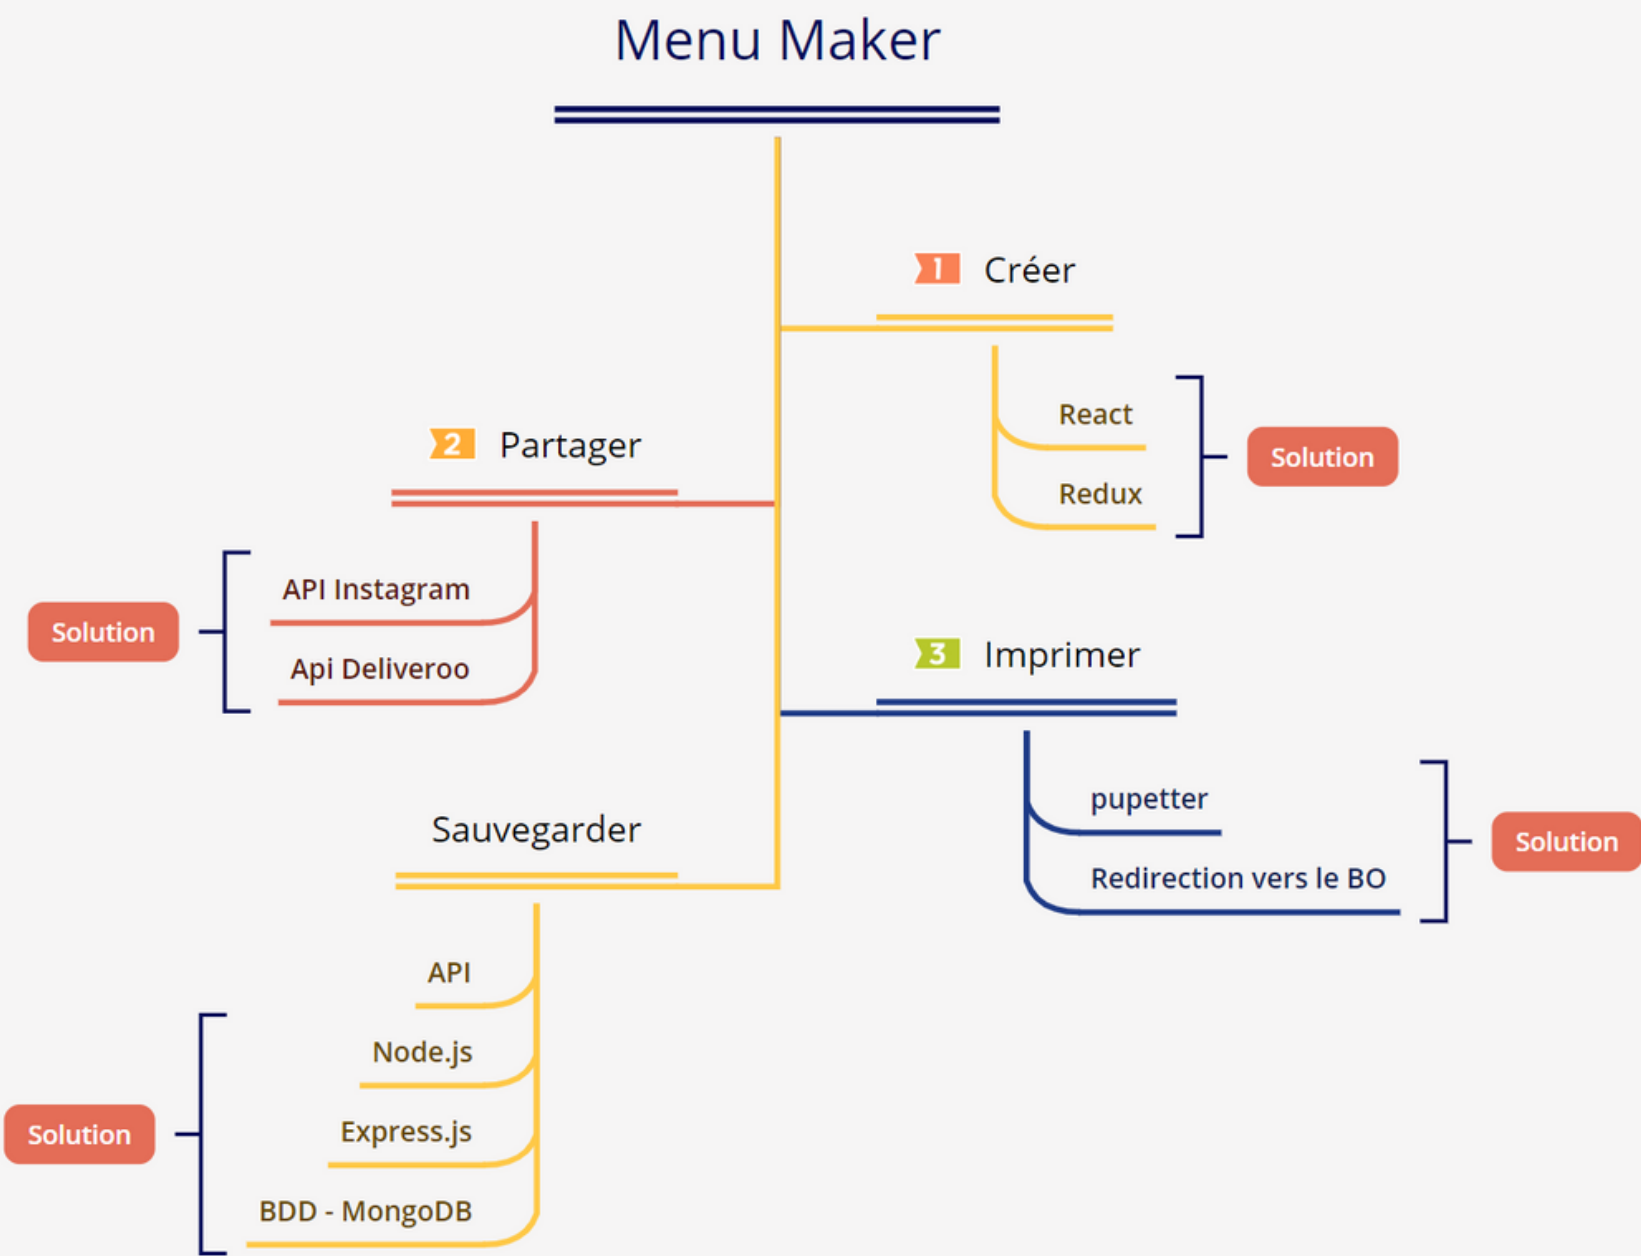 Menu Maker
1 Créer
React
Redux
Solution
2 Partager
API Instagram
Api Deliveroo
Solution
3 Imprimer
pupetter
Redirection vers le BO
Solution
Sauvegarder
API
Node.js
Express.js
BDD - MongoDB
Solution